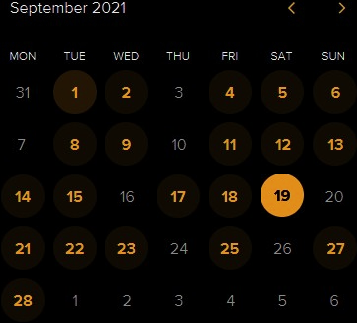 September 2021
MON TUE WED THU FRI SAT SUN
31 1 2 3 4 5 6
7 8 9 10 11 12 13
14 15 16 17 18 19 20
21 22 23 24 25 26 27
28 1 2 3 4 5 6